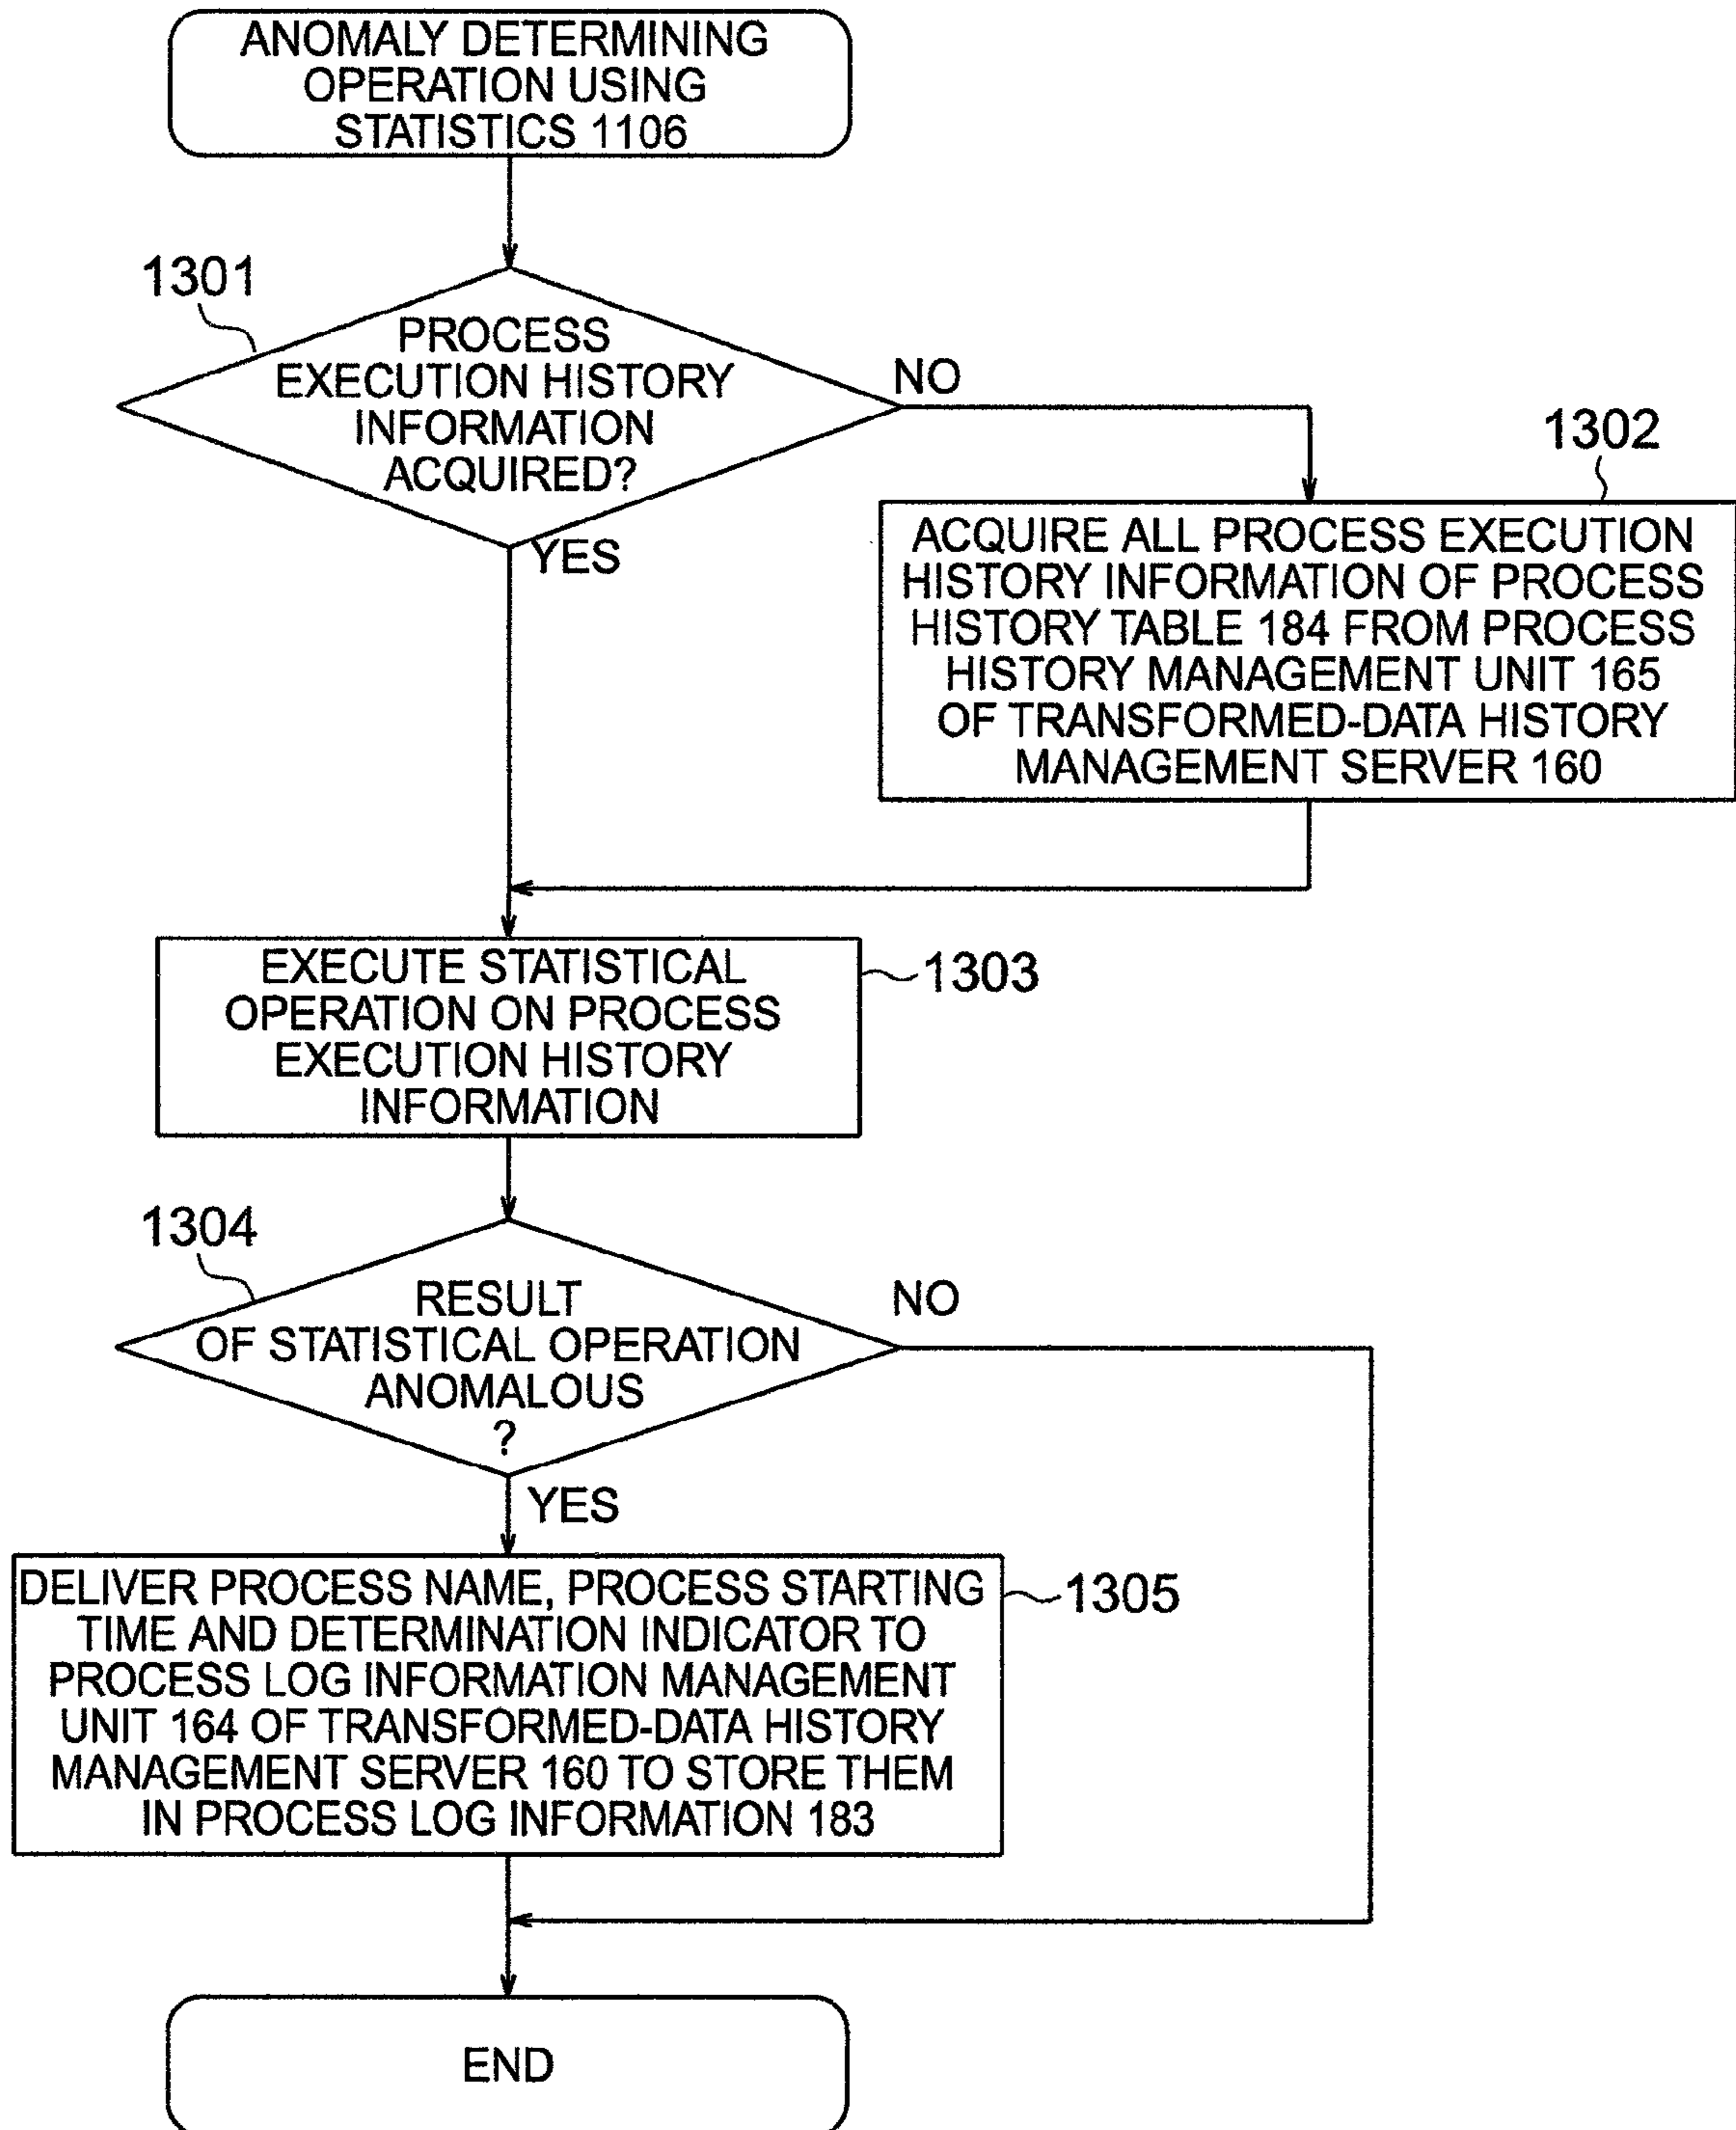 ANOMALY DETERMINING
OPERATION USING
STATISTICS 1106
1301
PROCESS
EXECUTION HISTORY
INFORMATION
ACQUIRED?
NO
YES
1302
ACQUIRE ALL PROCESS EXECUTION
HISTORY INFORMATION OF PROCESS
HISTORY TABLE 184 FROM PROCESS
HISTORY MANAGEMENT UNIT 165
OF TRANSFORMED-DATA HISTORY
MANAGEMENT SERVER 160
EXECUTE STATISTICAL
OPERATION ON PROCESS
EXECUTION HISTORY
INFORMATION
1303
1304
RESULT
OF STATISTICAL OPERATION
ANOMALOUS
?
NO
YES
DELIVER PROCESS NAME, PROCESS STARTING
TIME AND DETERMINATION INDICATOR TO
PROCESS LOG INFORMATION MANAGEMENT
UNIT 164 OF TRANSFORMED-DATA HISTORY
MANAGEMENT SERVER 160 TO STORE THEM
IN PROCESS LOG INFORMATION 183
1305
END